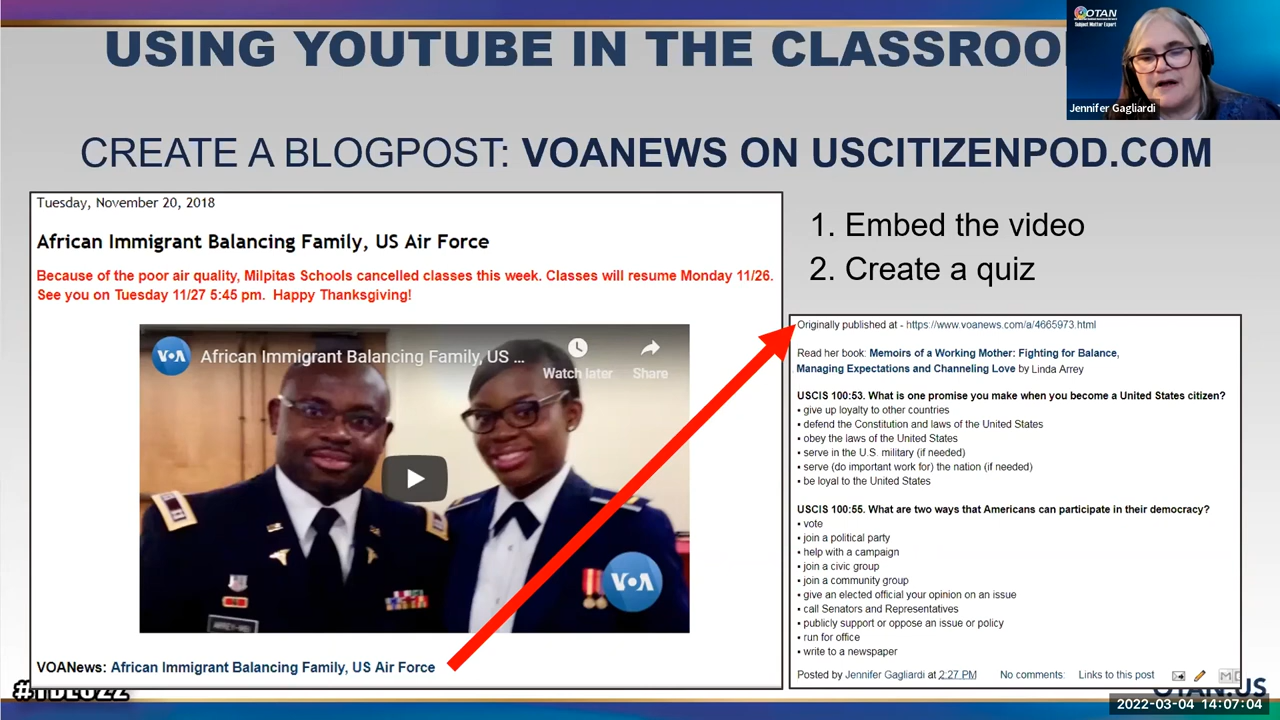 USING YOUTUBE IN THE CLASSROO
OTAN
Subject Matter Expert
Jennifer Gagliardi
CREATE A BLOGPOST: VOANEWS ON USCITIZENPOD.COM
Tuesday, November 20, 2018
African Immigrant Balancing Family, US Air Force
Because of the poor air quality, Milpitas Schools cancelled classes this week. Classes will resume Monday 11/26.
See you on Tuesday 11/27 5:45 pm. Happy Thanksgiving!
VOA
African Immigrant Balancing Family, US ...
Watch later
Share
VOA
VOANews: African Immigrant Balancing Family, US Air Force
1. Embed the video
2. Create a quiz
Originally published at - https://www.voanews.com/a/4665973.html
Read her book: Memoirs of a Working Mother: Fighting for Balance,
Managing Expectations and Channeling Love by Linda Arrey
USCIS 100:53. What is one promise you make when you become a United States citizen?
• give up loyalty to other countries
• defend the Constitution and laws of the United States
• obey the laws of the United States
• serve in the U.S. military (if needed)
• serve (do important work for) the nation (if needed)
• be loyal to the United States
USCIS 100:55. What are two ways that Americans can participate in their democracy?
• vote
• join a political party
• help with a campaign
• join a civic group
• join a community group
• give an elected official your opinion on an issue
• call Senators and Representatives
• publicly support or oppose an issue or policy
• run for office
• write to a newspaper
Posted by Jennifer Gagliardi at 2:27 PM No comments: Links to this post
OTAN.US
2022-03-04 14:07:04